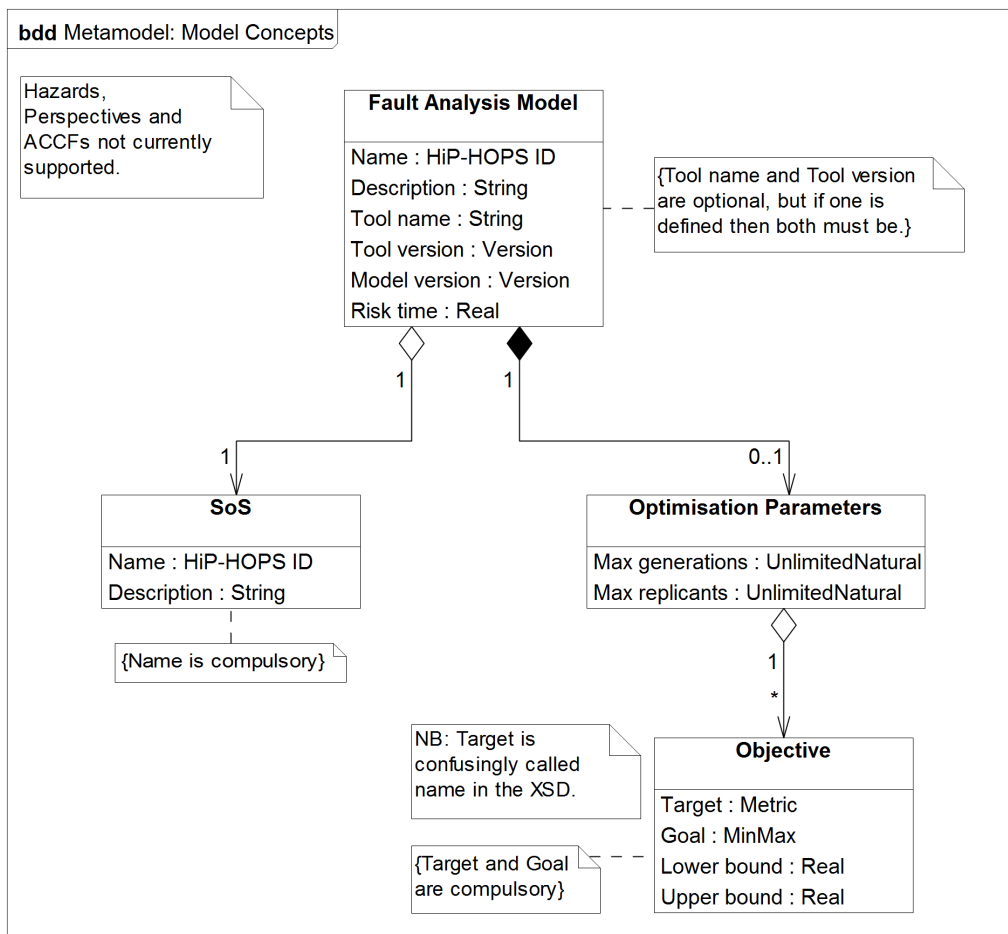 bdd Metamodel: Model Concepts
Hazards,
Perspectives and
ACCFs not currently
supported.
Fault Analysis Model
Name : HiP-HOPS ID
Description : String
Tool name : String
Tool version : Version
Model version : Version
Risk time : Real
{Tool name and Tool version
are optional, but if one is
defined then both must be.}
1
1
1
0..1
SoS
Name : HiP-HOPS ID
Description : String
{Name is compulsory}
Optimisation Parameters
Max generations : UnlimitedNatural
Max replicants : UnlimitedNatural
1
*
NB: Target is
confusingly called
name in the XSD.
{Target and Goal
are compulsory}
Objective
Target : Metric
Goal : MinMax
Lower bound : Real
Upper bound : Real